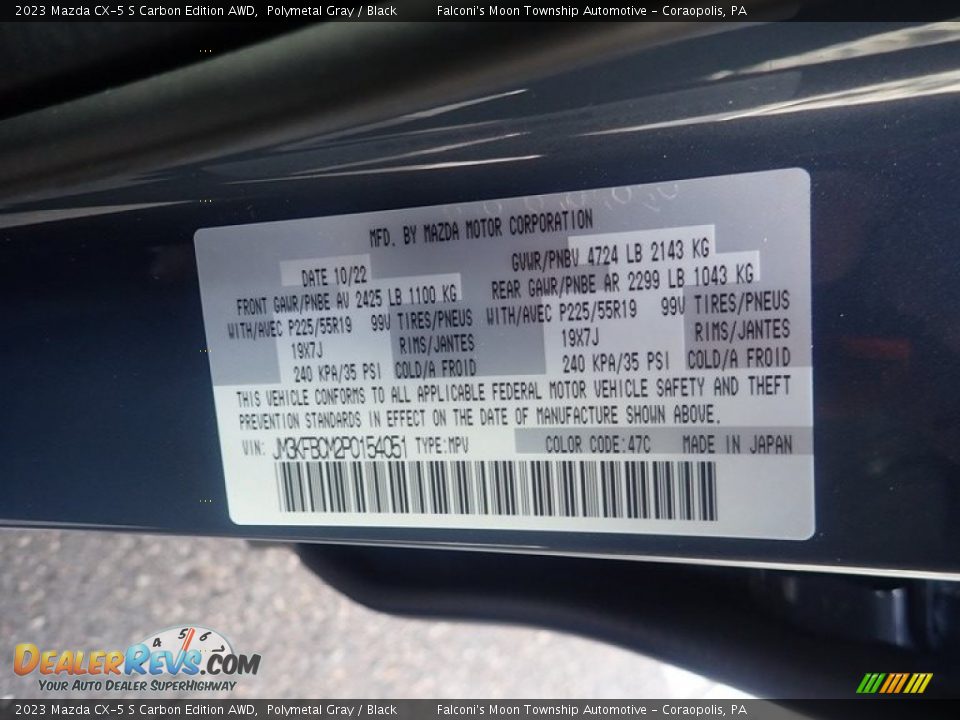 2023 Mazda CX-5 S Carbon Edition AWD, Polymetal Gray / Black Falconi's Moon Township Automotive - Coraopolis, PA
MFD. BY MAZDA MOTOR CORPORATION
DATE 10/22 GVWR/PNBV 4724 LB 2143 KG
FRONT GAWR/PNBE AV 2425 LB 1100 KG REAR GAWR/PNBE AR 2299 LB 1043 KG
WITH/AVEC P225/55R19 99V TIRES/PNEUS WITH/AVEC P225/55R19 99V TIRES/PNEUS
19X7J RIMS/JANTES 19X7J RIMS/JANTES
240 KPA/35 PSI COLD/A FROID 240 KPA/35 PSI COLD/A FROID
THIS VEHICLE CONFORMS TO ALL APPLICABLE FEDERAL MOTOR VEHICLE SAFETY AND THEFT
PREVENTION STANDARDS IN EFFECT ON THE DATE OF MANUFACTURE SHOWN ABOVE.
VIN: JM3KFBCM2P0154051 TYPE:MPV COLOR CODE:47C MADE IN JAPAN
4 5 6
DealerRevs.com
Your Auto Dealer SuperHighway
2023 Mazda CX-5 S Carbon Edition AWD, Polymetal Gray / Black Falconi's Moon Township Automotive - Coraopolis, PA